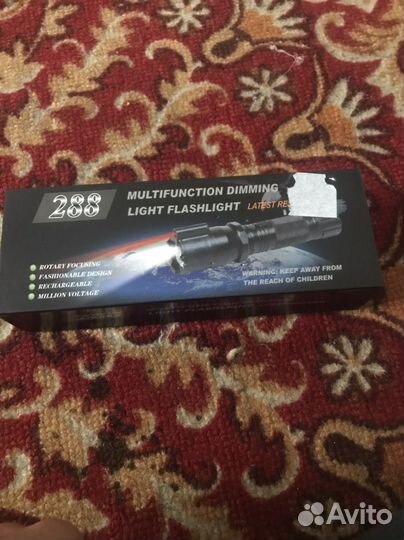 288
MULTIFUNCTION DIMMING
LIGHT FLASHLIGHT LATEST
ROTARY FOCUSING
FASHIONABLE DESIGN
RECHARGEABLE
MILLION VOLTAGE
WARNING: KEEP AWAY FROM
THE REACH OF CHILDREN
Avito